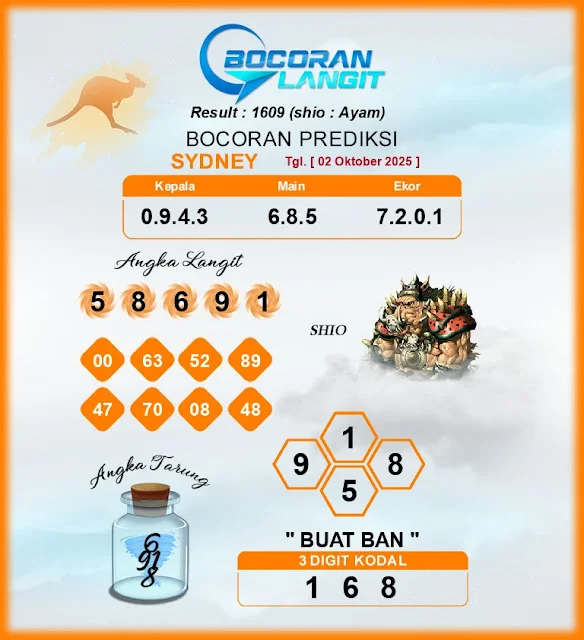 BOCORAN
LANGIT
Result : 1609 (shio : Ayam)
BOCORAN PREDIKSI
SYDNEY Tgl. [ 02 Oktober 2025 ]
Kepala Main Ekor
0.9.4.3 6.8.5 7.2.0.1
Angka Langit
5 8 6 9 1
SHIO
00 63 52 89
47 70 08 48
1
9 8
5
Angka Tarung
6
91
8
" BUAT BAN "
3 DIGIT KODAL
1 6 8